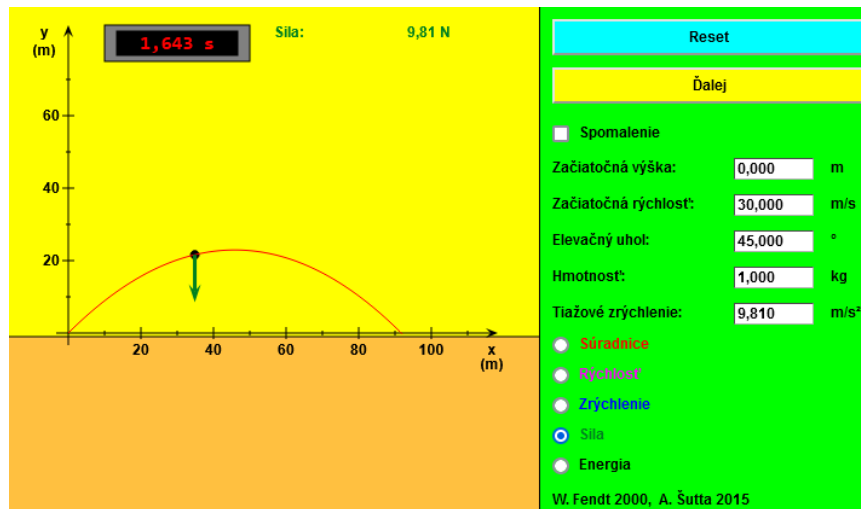 y
(m)
1,643 s
Sila: 9,81 N
60
40
20
20 40 60 80 100 x
(m)
Reset
Ďalej
Spomalenie
Začiatočná výška: 0,000 m
Začiatočná rýchlosť: 30,000 m/s
Elevačný uhol: 45,000 °
Hmotnosť: 1,000 kg
Tiažové zrýchlenie: 9,810 m/s²
Súradnice
Rýchlosť
Zrýchlenie
Sila
Energia
W. Fendt 2000, A. Šutta 2015